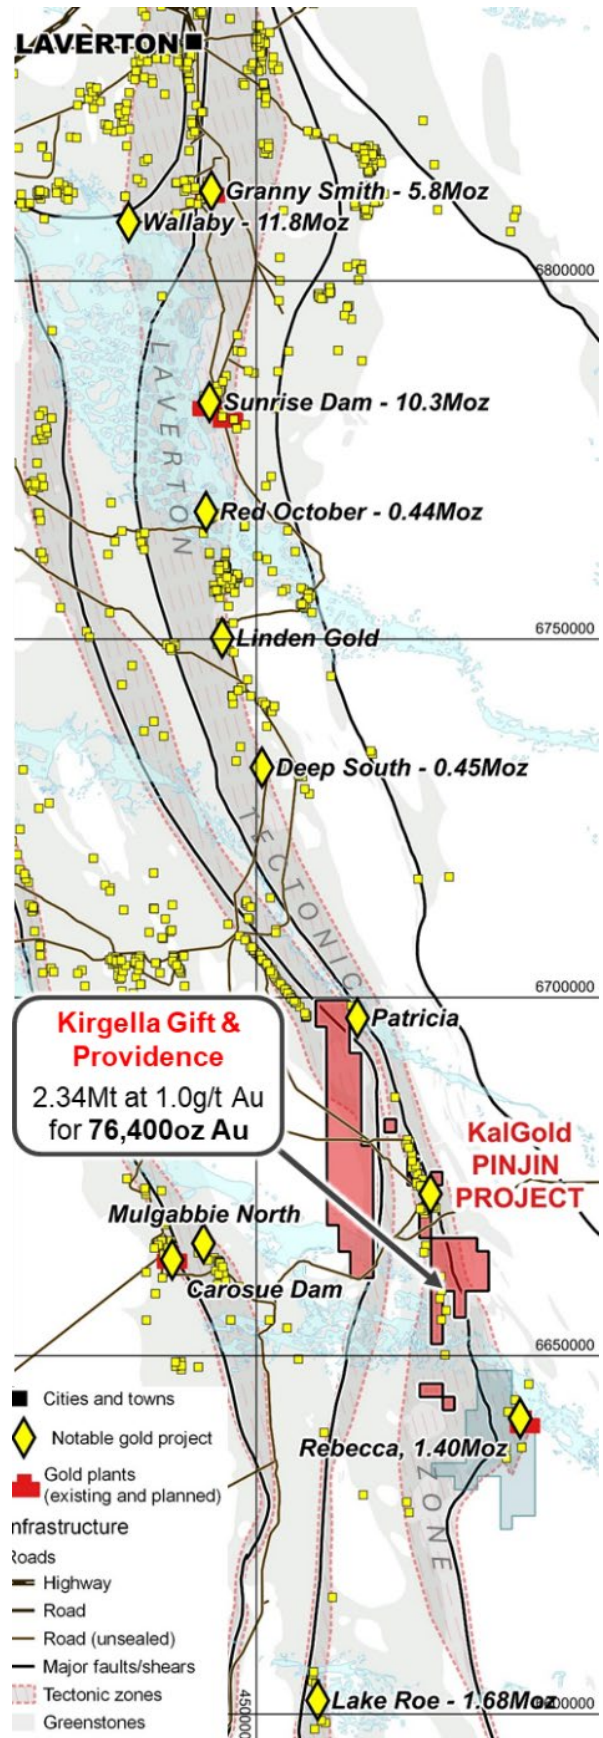 LAVERTON
Granny Smith - 5.8Moz
Wallaby - 11.8Moz
6800000
LAVERTON
Sunrise Dam - 10.3Moz
Red October - 0.44Moz
Linden Gold
6750000
Deep South - 0.45Moz
TECTONIC
6700000
Patricia
Kirgella Gift &
Providence
2.34Mt at 1.0g/t Au
for 76,400oz Au
KalGold
PINJIN
PROJECT
Mulgabbie North
Carosue Dam
6650000
Rebecca, 1.40Moz
ZONE
Cities and towns
Notable gold project
Gold plants
(existing and planned)
nfrastructure
Roads
Highway
Road
Road (unsealed)
Major faults/shears
Tectonic zones
Greenstones
Lake Roe - 1.68Moz